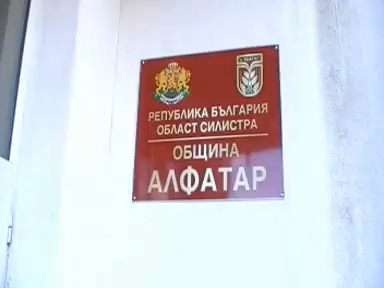 РЕПУБЛИКА БЪЛГАРИЯ
ОБЛАСТ СИЛИСТРА
ОБЩИНА
АЛФАТАР